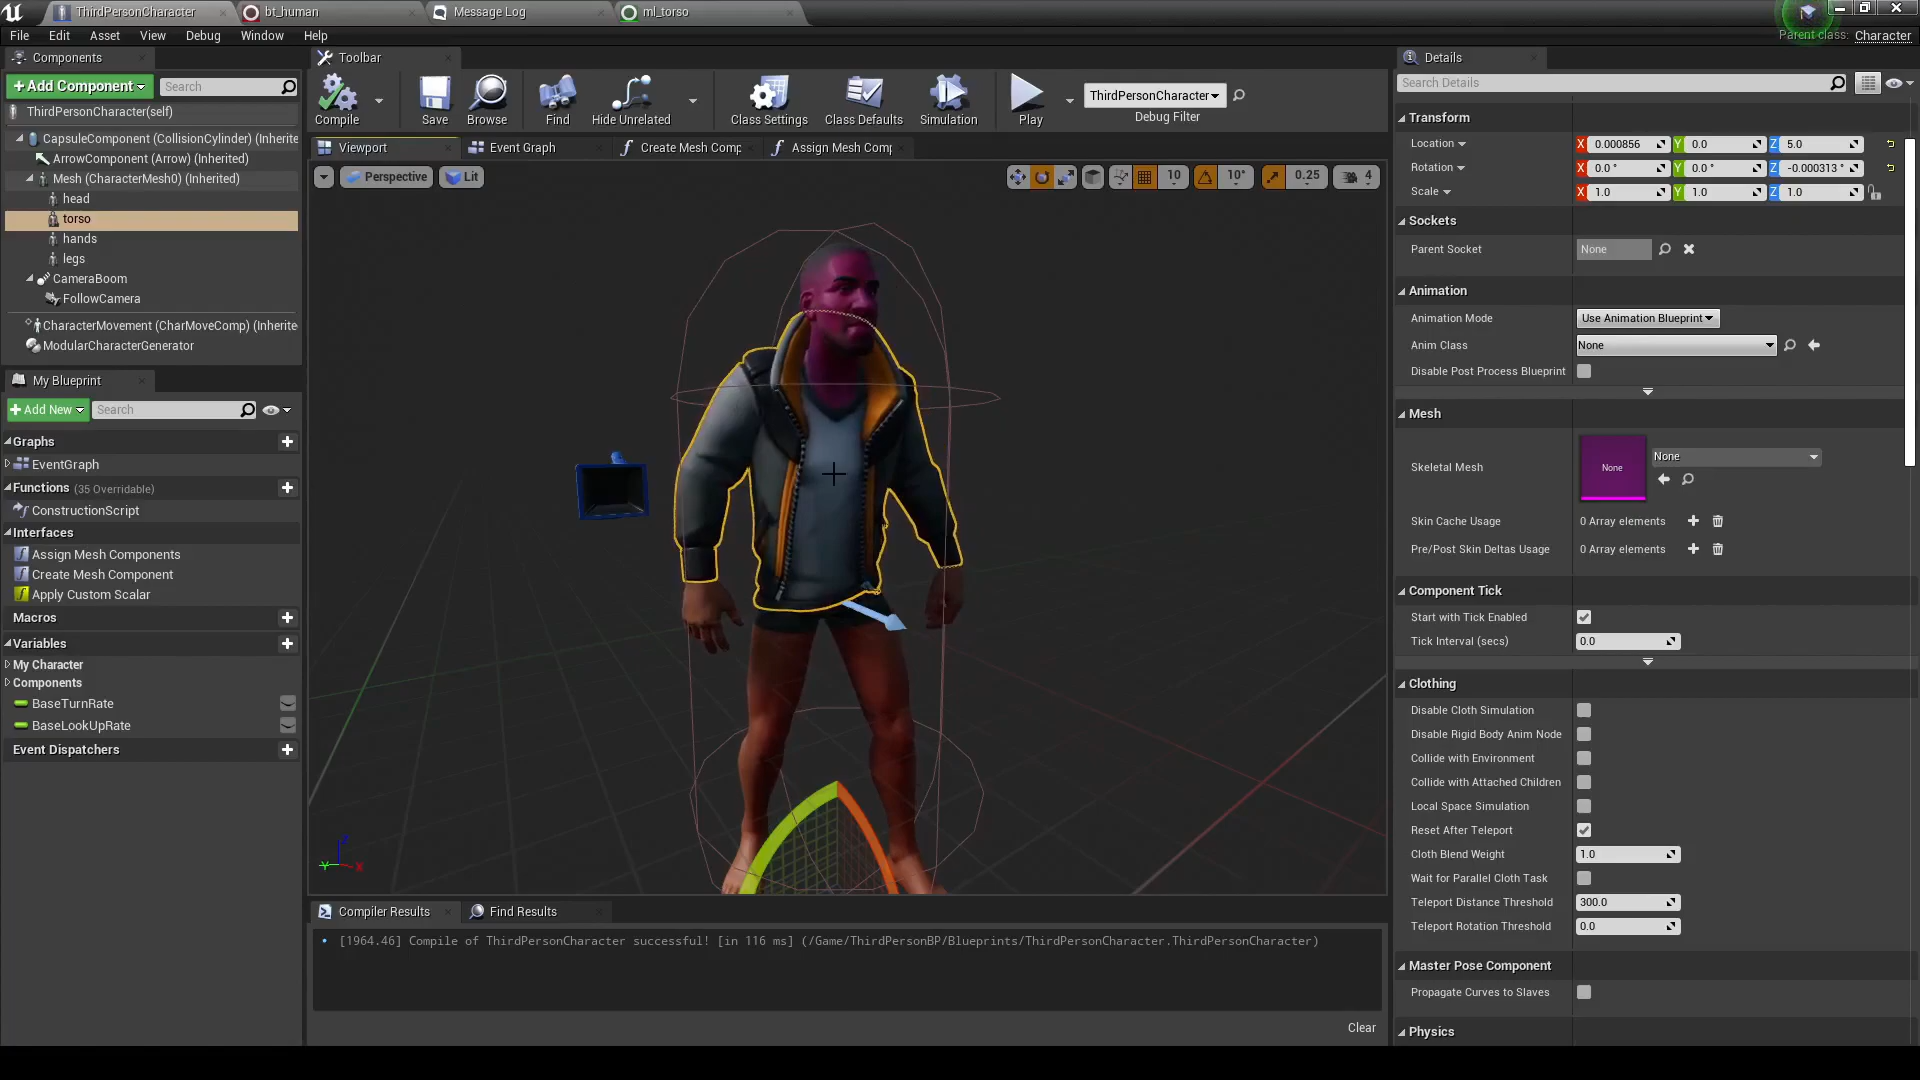 ThirdPersonCharacter
bt_human
Message Log
ml_torso
File Edit Asset View Debug Window Help
Parent class: Character
Components
Add Component
Search
ThirdPersonCharacter(self)
CapsuleComponent (CollisionCylinder) (Inherite
ArrowComponent (Arrow) (Inherited)
Mesh (CharacterMesh0) (Inherited)
head
torso
hands
legs
CameraBoom
FollowCamera
CharacterMovement (CharMoveComp) (Inherite
ModularCharacterGenerator
My Blueprint
Add New
Search
Graphs
EventGraph
Functions (35 Overridable)
ConstructionScript
Interfaces
Assign Mesh Components
Create Mesh Component
Apply Custom Scalar
Macros
Variables
My Character
Components
BaseTurnRate
BaseLookUpRate
Event Dispatchers
Toolbar
Compile Save Browse Find Hide Unrelated Class Settings Class Defaults Simulation Play
ThirdPersonCharacter
Debug Filter
Viewport
Event Graph
Create Mesh Comp
Assign Mesh Comp
Perspective
Lit
10
10°
0.25
4
Z
Y
X
Compiler Results
Find Results
• [1964.46] Compile of ThirdPersonCharacter successful! [in 116 ms] (/Game/ThirdPersonBP/Blueprints/ThirdPersonCharacter.ThirdPersonCharacter)
Clear
Details
Search Details
Transform
Location X 0.000856 Y 0.0 Z 5.0
Rotation X 0.0 ° Y 0.0 ° Z -0.000313 °
Scale X 1.0 Y 1.0 Z 1.0
Sockets
Parent Socket None
Animation
Animation Mode Use Animation Blueprint
Anim Class None
Disable Post Process Blueprint
Mesh
Skeletal Mesh None None
Skin Cache Usage 0 Array elements
Pre/Post Skin Deltas Usage 0 Array elements
Component Tick
Start with Tick Enabled
Tick Interval (secs) 0.0
Clothing
Disable Cloth Simulation
Disable Rigid Body Anim Node
Collide with Environment
Collide with Attached Children
Local Space Simulation
Reset After Teleport
Cloth Blend Weight 1.0
Wait for Parallel Cloth Task
Teleport Distance Threshold 300.0
Teleport Rotation Threshold 0.0
Master Pose Component
Propagate Curves to Slaves
Physics